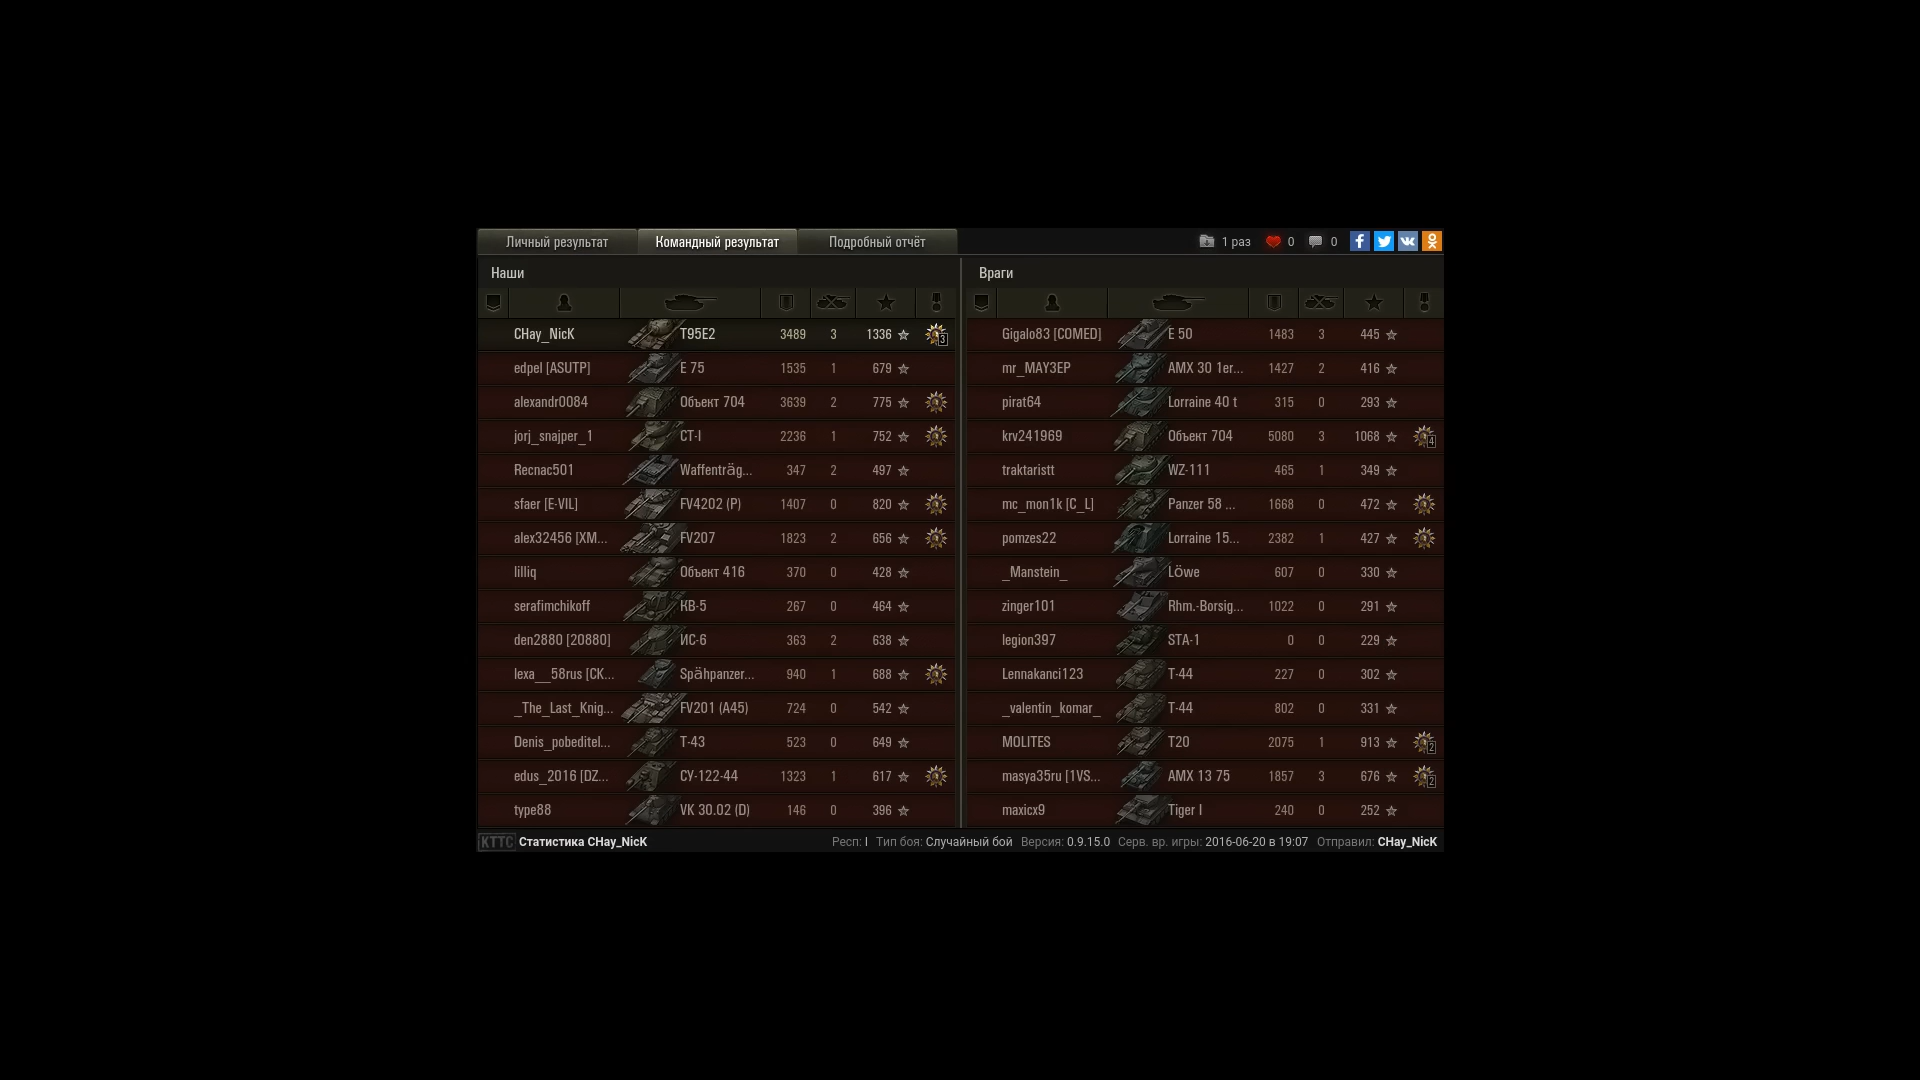 Личный результат Командный результат Подробный отчёт 1 раз 0 0
Наши Враги
CHay_NicK T95E2 3489 3 1336 3 Gigalo83 [COMED] E 50 1483 3 445
edpel [ASUTP] E 75 1535 1 679 mr_MAY3EP AMX 30 1er... 1427 2 416
alexandr0084 Объект 704 3639 2 775 pirat64 Lorraine 40 t 315 0 293
jorj_snajper_1 СТ-I 2236 1 752 krv241969 Объект 704 5080 3 1068 4
Recnac501 Waffenträg... 347 2 497 traktaristt WZ-111 465 1 349
sfaer [E-VIL] FV4202 (P) 1407 0 820 mc_mon1k [C_L] Panzer 58 ... 1668 0 472
alex32456 [XM... FV207 1823 2 656 pomzes22 Lorraine 15... 2382 1 427
lilliq Объект 416 370 0 428 _Manstein_ Löwe 607 0 330
serafimchikoff КВ-5 267 0 464 zinger101 Rhm.-Borsig... 1022 0 291
den2880 [20880] ИС-6 363 2 638 legion397 STA-1 0 0 229
lexa__58rus [CK... Spähpanzer... 940 1 688 Lennakanci123 T-44 227 0 302
_The_Last_Knig... FV201 (A45) 724 0 542 _valentin_komar_ T-44 802 0 331
Denis_pobeditel... T-43 523 0 649 MOLITES T20 2075 1 913 2
edus_2016 [DZ... СУ-122-44 1323 1 617 masya35ru [1VS... AMX 13 75 1857 3 676 2
type88 VK 30.02 (D) 146 0 396 maxicx9 Tiger I 240 0 252
КТТС Статистика CHay_NicK Респ: I Тип боя: Случайный бой Версия: 0.9.15.0 Серв. вр. игры: 2016-06-20 в 19:07 Отправил: CHay_NicK